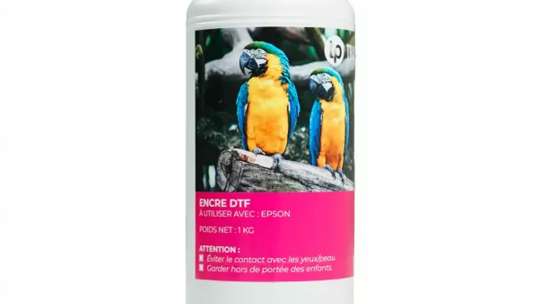 ip
ENCRE DTF
À UTILISER AVEC : EPSON
POIDS NET : 1 KG
ATTENTION :
Éviter le contact avec les yeux/peau.
Garder hors de portée des enfants.